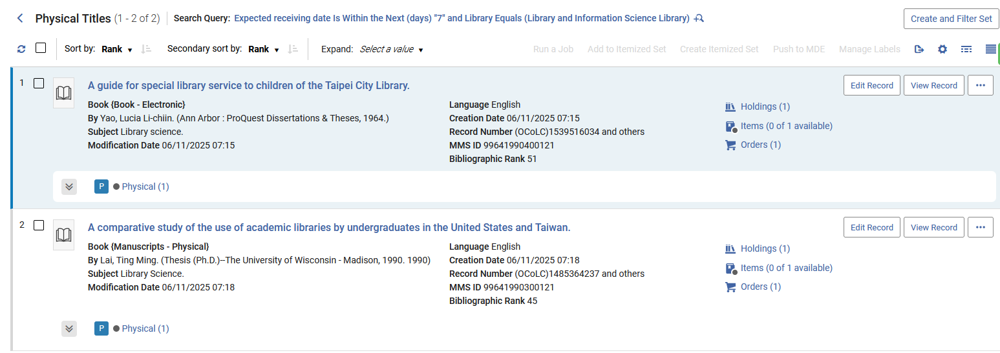 Physical Titles (1 - 2 of 2) Search Query: Expected receiving date Is Within the Next (days) "7" and Library Equals (Library and Information Science Library) Create and Filter Set
Sort by: Rank Secondary sort by: Rank Expand: Select a value Run a Job Add to Itemized Set Create Itemized Set Push to MDE Manage Labels
1 A guide for special library service to children of the Taipei City Library. Edit Record View Record ...
Book {Book - Electronic} Language English
By Yao, Lucia Li-chiin. (Ann Arbor : ProQuest Dissertations & Theses, 1964.) Creation Date 06/11/2025 07:15
Subject Library science. Record Number (OCoLC)1539516034 and others
Modification Date 06/11/2025 07:15 MMS ID 99641990400121
Bibliographic Rank 51
Holdings (1)
Items (0 of 1 available)
Orders (1)
P Physical (1)
2 A comparative study of the use of academic libraries by undergraduates in the United States and Taiwan. Edit Record View Record ...
Book {Manuscripts - Physical} Language English
By Lai, Ting Ming. (Thesis (Ph.D.)--The University of Wisconsin - Madison, 1990. 1990) Creation Date 06/11/2025 07:18
Subject Library Science. Record Number (OCoLC)1485364237 and others
Modification Date 06/11/2025 07:18 MMS ID 99641990300121
Bibliographic Rank 45
Holdings (1)
Items (0 of 1 available)
Orders (1)
P Physical (1)